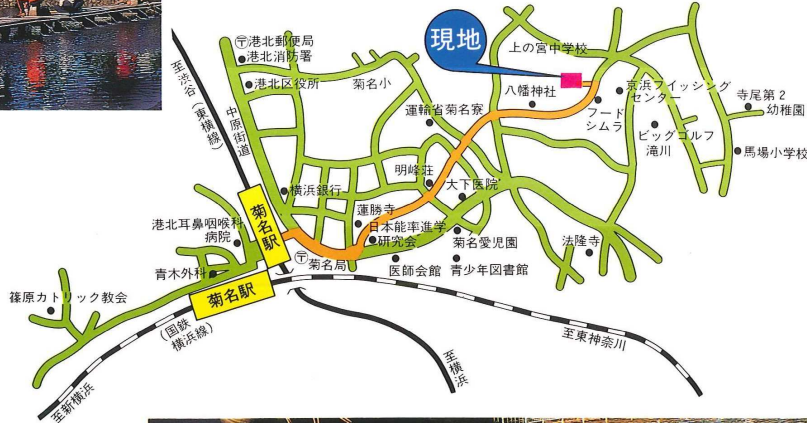 〒港北郵便局
港北消防署
港北区役所
至渋谷(東横線)
中原街道
菊名小
現地
上の宮中学校
八幡神社
運輸省菊名寮
フード
シムラ
京浜フイッシング
センター
ビッグゴルフ
滝川
寺尾第2
幼稚園
馬場小学校
横浜銀行
明峰荘
大下医院
蓮勝寺
日本能率進学
研究会
港北耳鼻咽喉科
病院
菊名駅
〒菊名局
菊名愛児園
法隆寺
医師会館
青少年図書館
青木外科
菊名駅
篠原カトリック教会
(国鉄
横浜線)
至新横浜
至横浜
至東神奈川